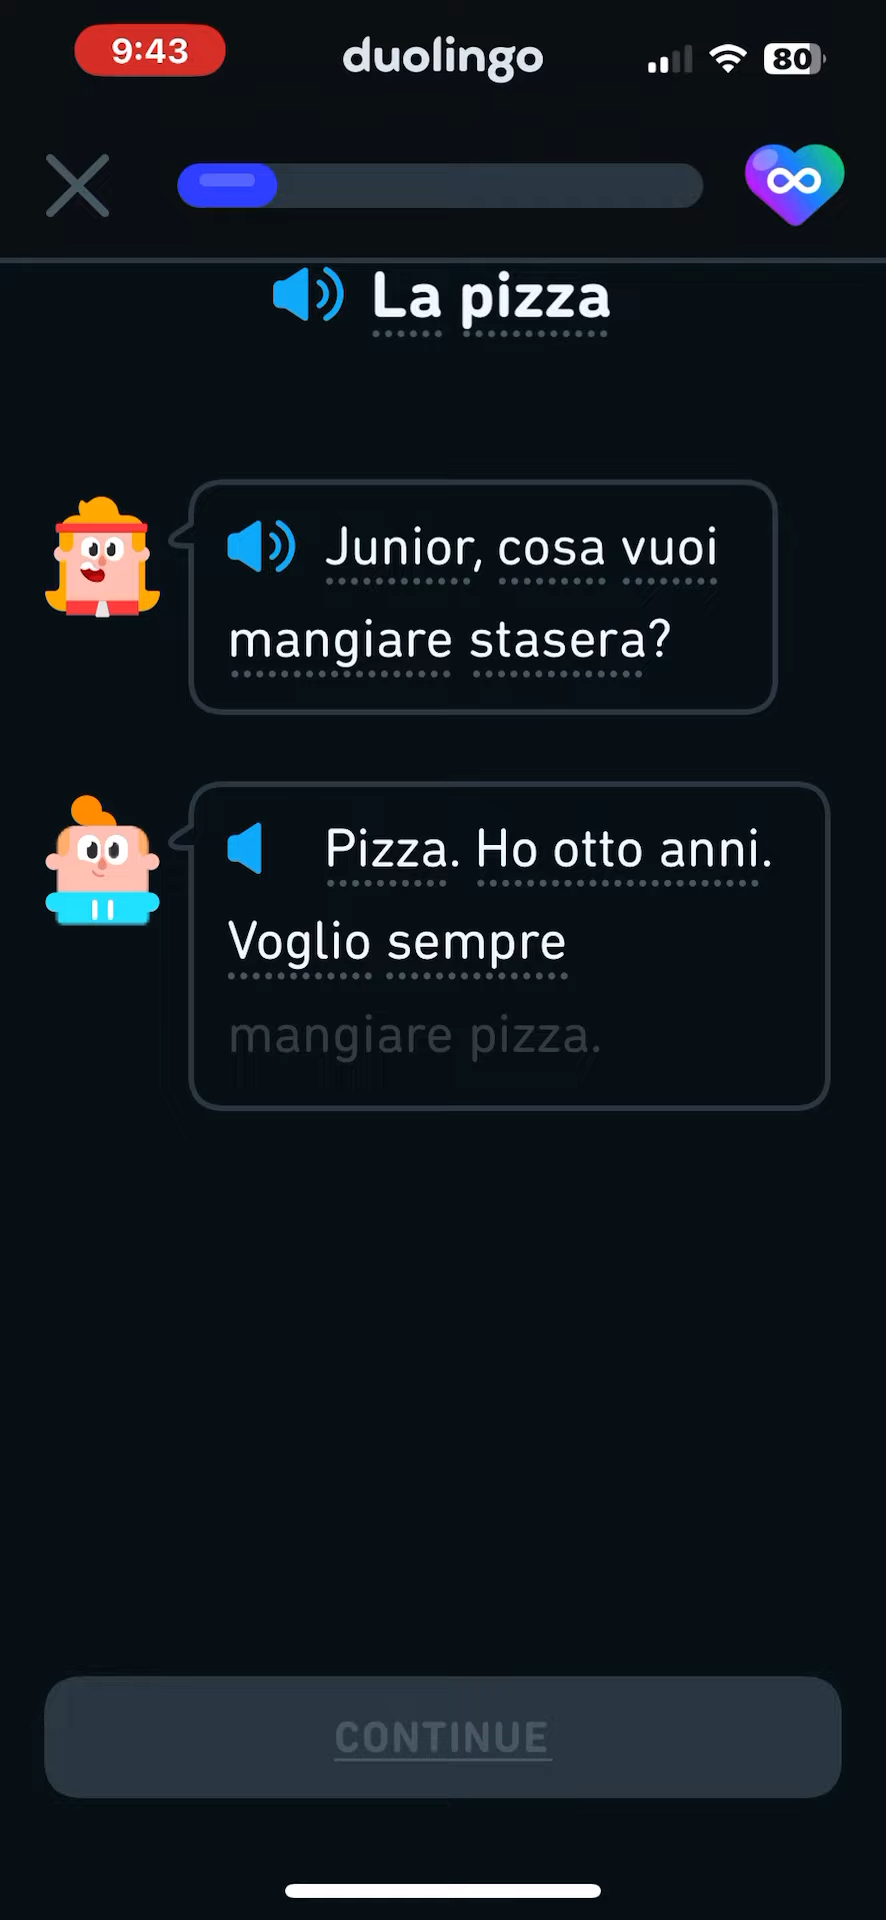 9:43 duolingo 80
La pizza
Junior, cosa vuoi
mangiare stasera?
Pizza. Ho otto anni.
Voglio sempre
mangiare pizza.
CONTINUE